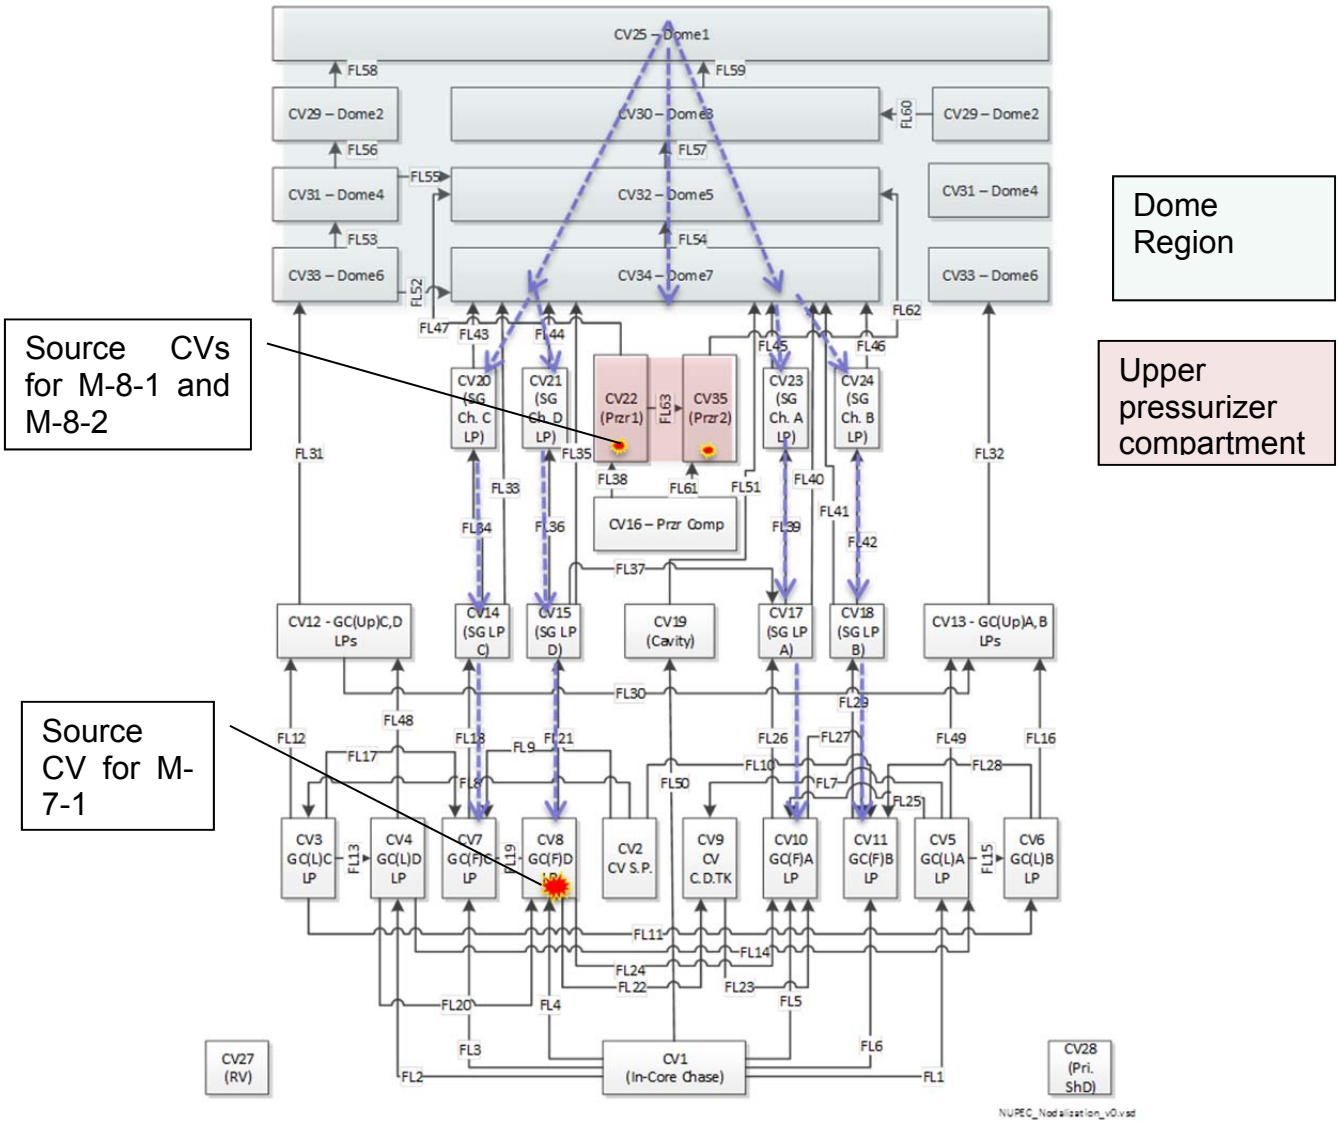 CV25 – Dome1
FL58
FL59
CV29 – Dome2
CV30 – Dome3
FL60
CV29 – Dome2
FL56
FL57
CV31 – Dome4
FL55
CV32 – Dome5
CV31 – Dome4
FL53
FL54
CV33 – Dome6
FL52
CV34 – Dome7
CV33 – Dome6
Dome
Region
Source CVs
for M-8-1 and
M-8-2
Upper
pressurizer
compartment
FL47
FL43
FL44
FL45
FL46
FL62
CV20
(SG
Ch. C
LP)
CV21
(SG
Ch. D
LP)
CV22
(Przr1)
FL63
CV35
(Przr2)
CV23
(SG
Ch. A
LP)
CV24
(SG
Ch. B
LP)
FL31
FL33
FL35
FL38
FL61
FL51
FL40
FL32
FL34
FL36
CV16 – Przr Comp
FL39
FL41
FL42
FL37
CV12 - GC(Up)C,D
LPs
CV14
(SG LP
C)
CV15
(SG LP
D)
CV19
(Cavity)
CV17
(SG LP
A)
CV18
(SG LP
B)
CV13 – GC(Up)A,B
LPs
FL30
FL29
FL48
Source
CV for M-
7-1
FL12
FL17
FL18
FL9
FL21
FL26
FL27
FL49
FL16
FL8
FL50
FL10
FL7
FL28
FL25
CV3
GC(L)C
LP
FL13
CV4
GC(L)D
LP
CV7
GC(F)C
LP
FL19
CV8
GC(F)D
LP
CV2
CV S.P.
CV9
CV
C.D.TK
CV10
GC(F)A
LP
CV11
GC(F)B
LP
CV5
GC(L)A
LP
FL15
CV6
GC(L)B
LP
FL11
FL14
FL24
FL22
FL23
FL20
FL4
FL5
FL3
FL6
FL2
FL1
CV27
(RV)
CV1
(In-Core Chase)
CV28
(Pri.
ShD)
NUPEC_Nodalization_v0.vsd